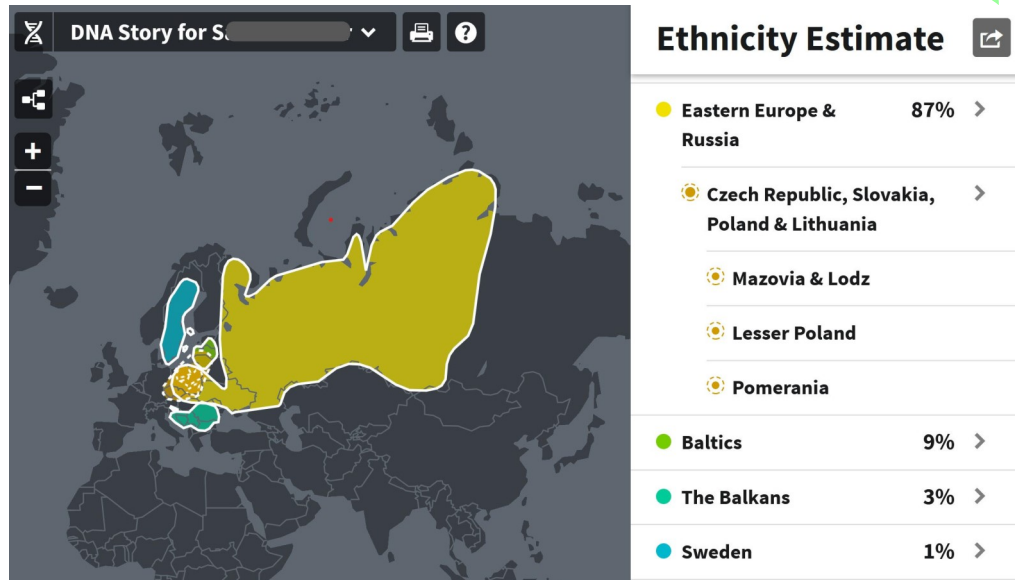 DNA Story for S
?
+
−
Ethnicity Estimate
Eastern Europe & 87%
Russia
Czech Republic, Slovakia,
Poland & Lithuania
Mazovia & Lodz
Lesser Poland
Pomerania
Baltics 9%
The Balkans 3%
Sweden 1%